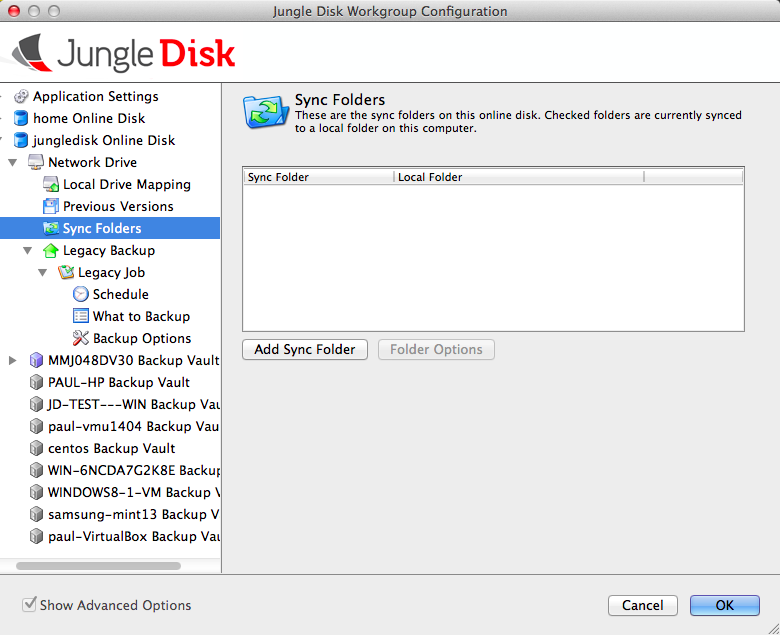 Jungle Disk Workgroup Configuration
Jungle Disk
Application Settings
home Online Disk
jungledisk Online Disk
Network Drive
Local Drive Mapping
Previous Versions
Sync Folders
Legacy Backup
Legacy Job
Schedule
What to Backup
Backup Options
MMJ048DV30 Backup Vault
PAUL-HP Backup Vault
JD-TEST---WIN Backup Vau
paul-vmu1404 Backup Vau
centos Backup Vault
WIN-6NCDA7G2K8E Backup
WINDOWS8-1-VM Backup V
samsung-mint13 Backup V
paul-VirtualBox Backup Vau
Sync Folders
These are the sync folders on this online disk. Checked folders are currently synced
to a local folder on this computer.
Sync Folder Local Folder
Add Sync Folder Folder Options
Show Advanced Options
Cancel OK